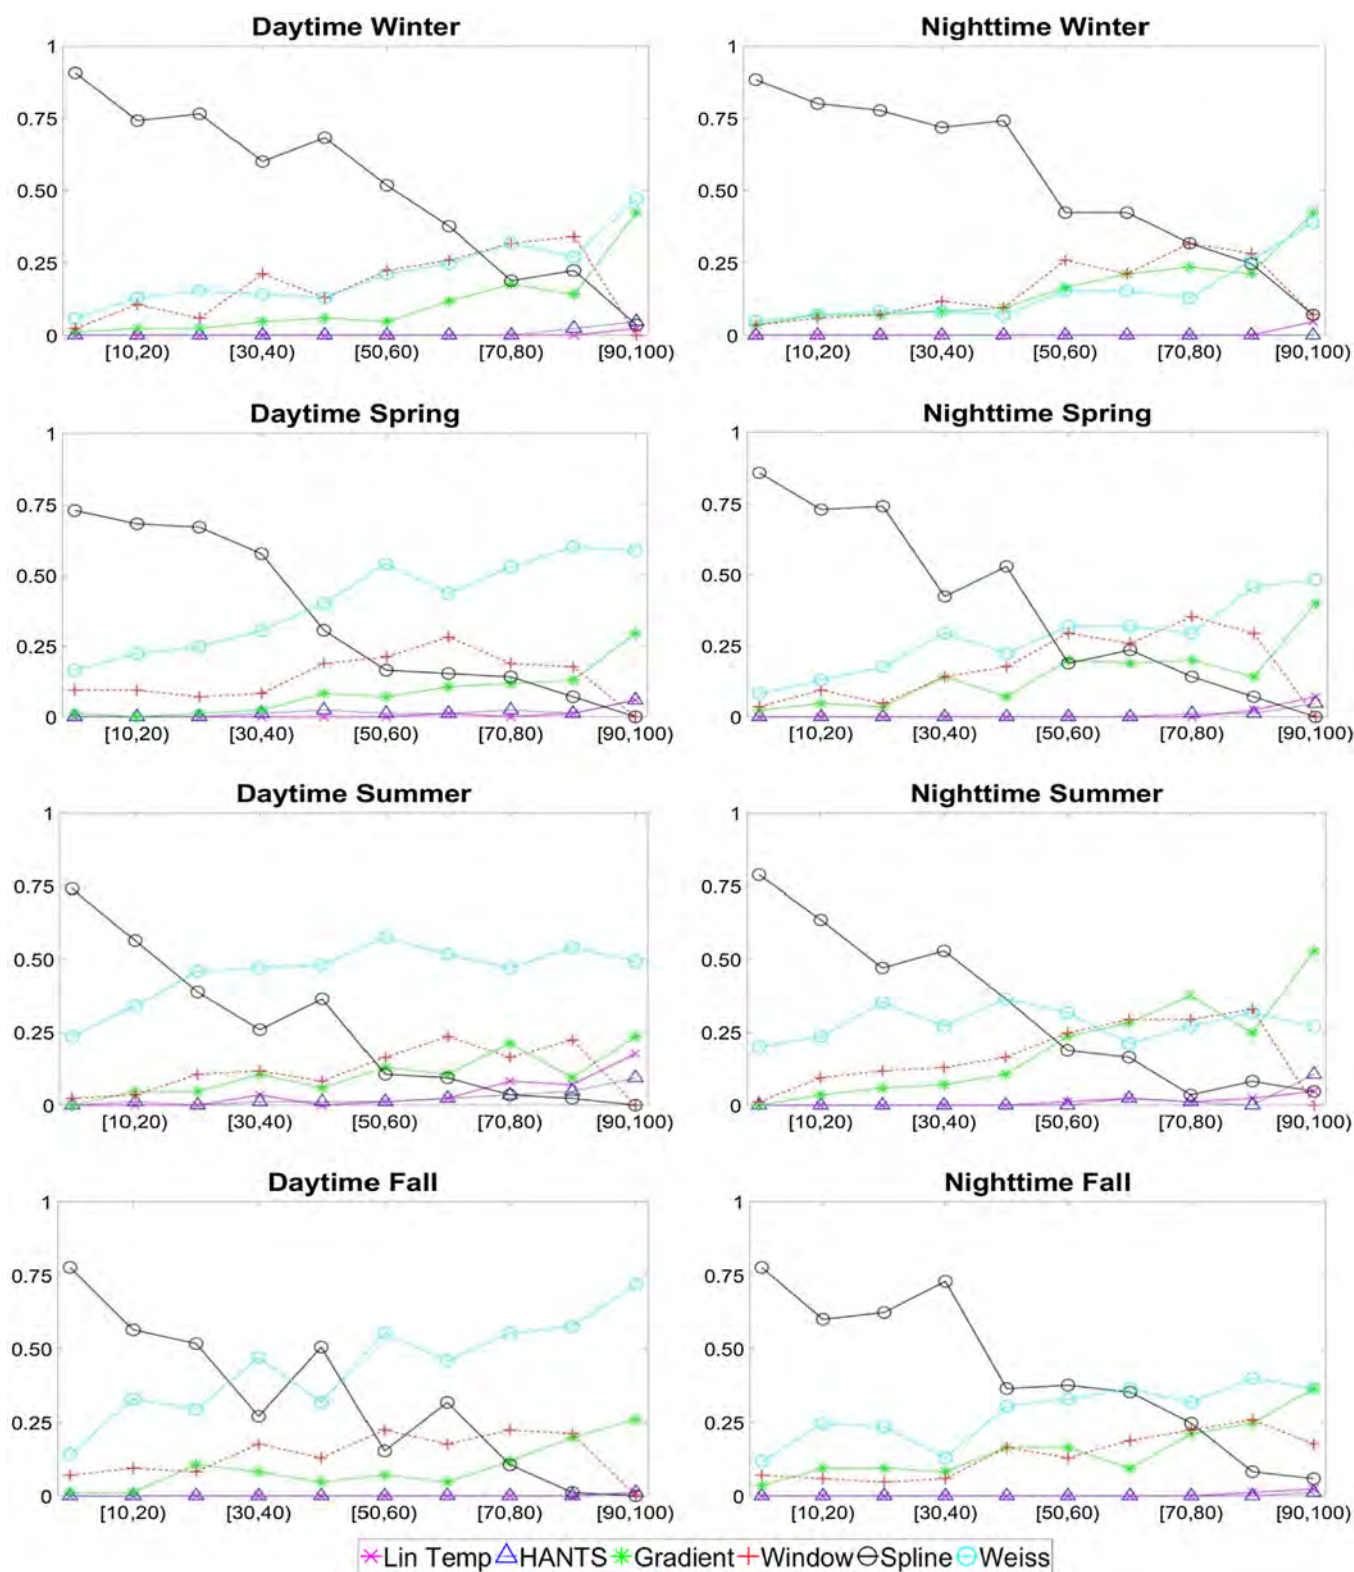 Daytime Winter
1
0.75
0.50
0.25
0
[10,20) [30,40) [50,60) [70,80) [90,100)
Nighttime Winter
1
0.75
0.50
0.25
0
[10,20) [30,40) [50,60) [70,80) [90,100)
Daytime Spring
1
0.75
0.50
0.25
0
[10,20) [30,40) [50,60) [70,80) [90,100)
Nighttime Spring
1
0.75
0.50
0.25
0
[10,20) [30,40) [50,60) [70,80) [90,100)
Daytime Summer
1
0.75
0.50
0.25
0
[10,20) [30,40) [50,60) [70,80) [90,100)
Nighttime Summer
1
0.75
0.50
0.25
0
[10,20) [30,40) [50,60) [70,80) [90,100)
Daytime Fall
1
0.75
0.50
0.25
0
[10,20) [30,40) [50,60) [70,80) [90,100)
Nighttime Fall
1
0.75
0.50
0.25
0
[10,20) [30,40) [50,60) [70,80) [90,100)
Lin Temp HANTS Gradient Window Spline Weiss